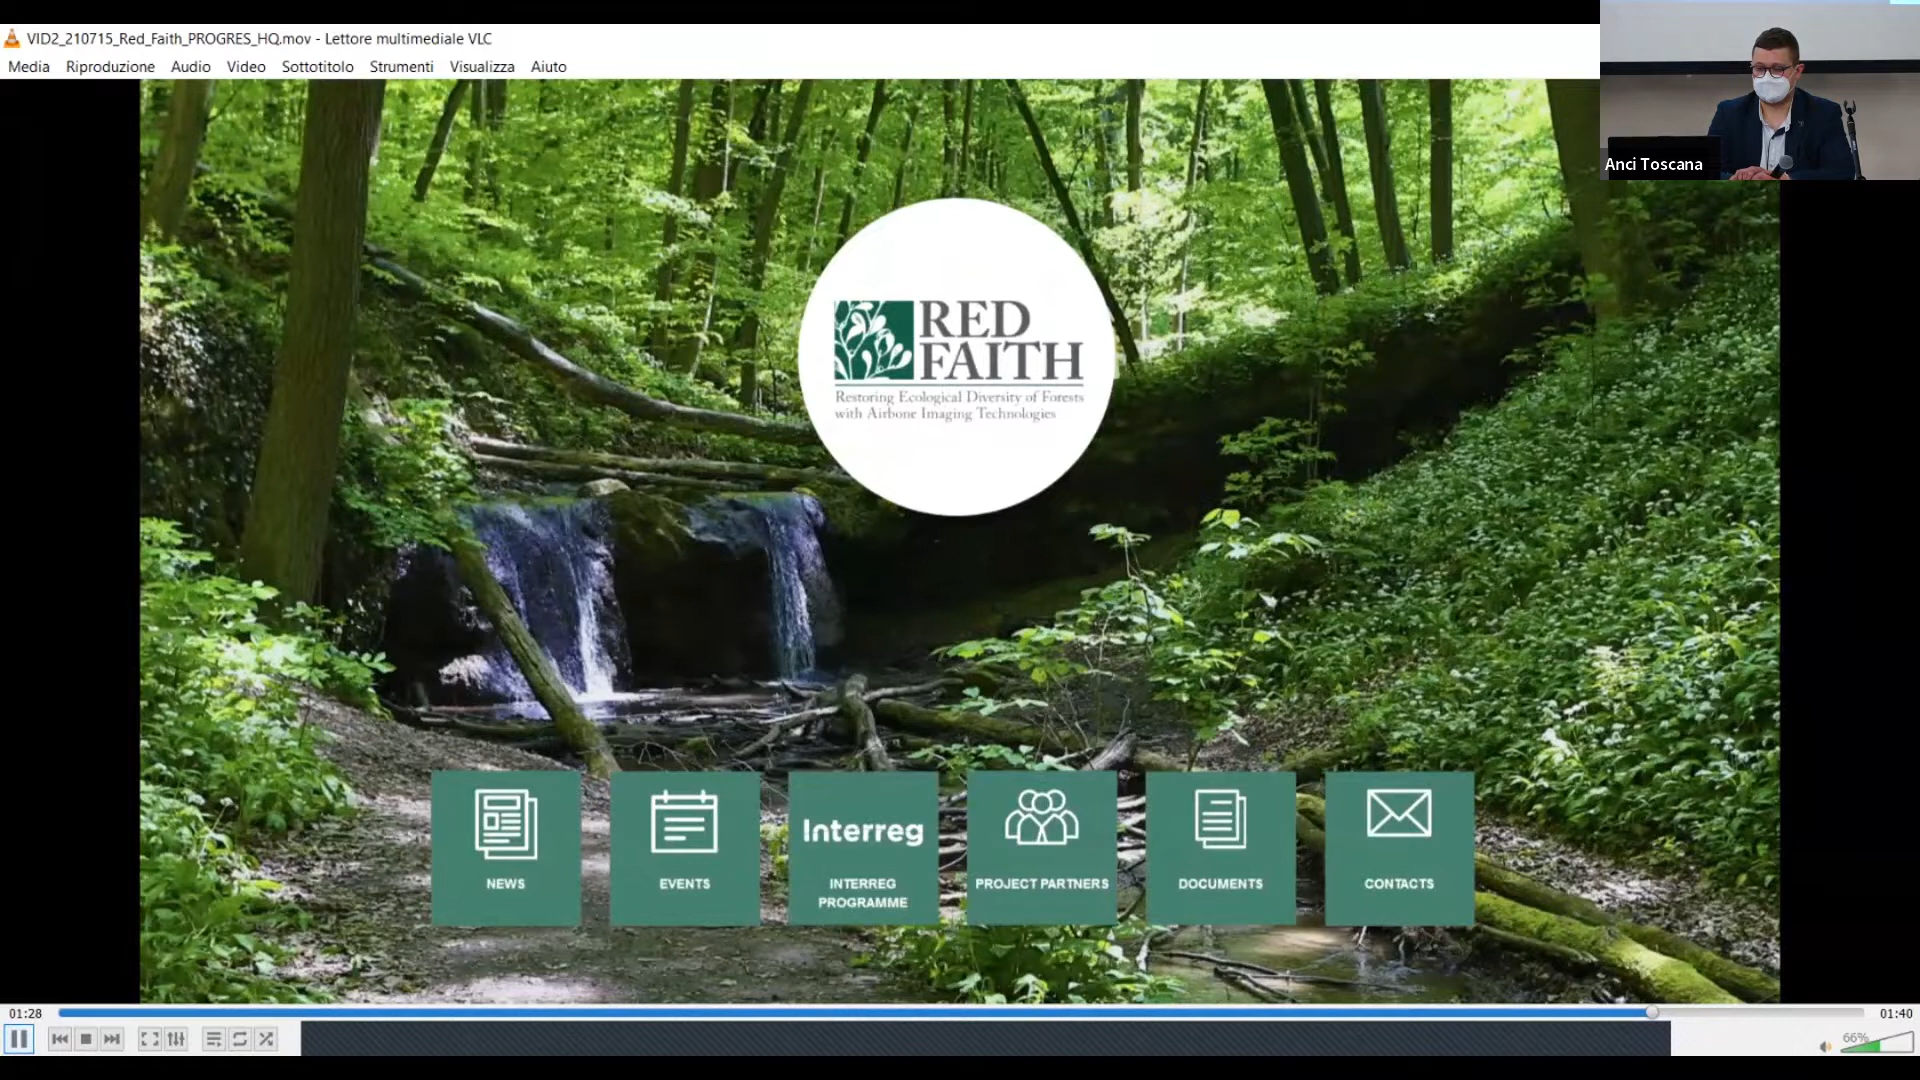 VID2_210715_Red_Faith_PROGRES_HQ.mov - Lettore multimediale VLC
Media Riproduzione Audio Video Sottotitolo Strumenti Visualizza Aiuto
Anci Toscana
RED
FAITH
Restoring Ecological Diversity of Forests
with Airbone Imaging Technologies
Interreg
NEWS
EVENTS
INTERREG
PROGRAMME
PROJECT PARTNERS
DOCUMENTS
CONTACTS
01:28
01:40
66%